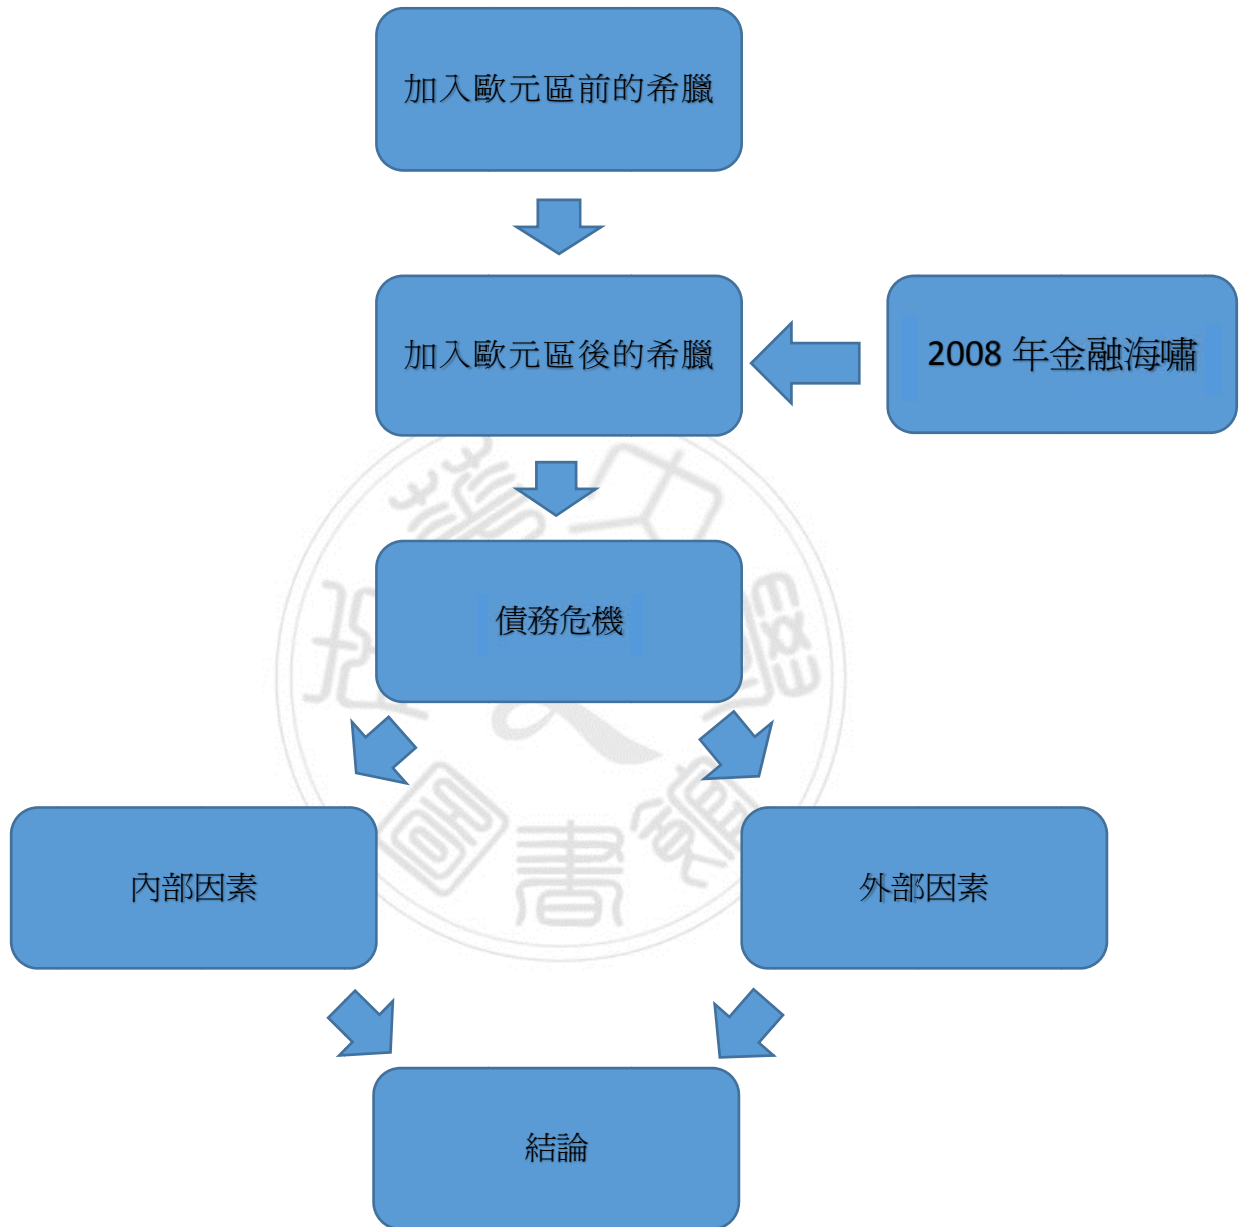 加入歐元區前的希臘
加入歐元區後的希臘
2008 年金融海嘯
債務危機
內部因素
外部因素
結論